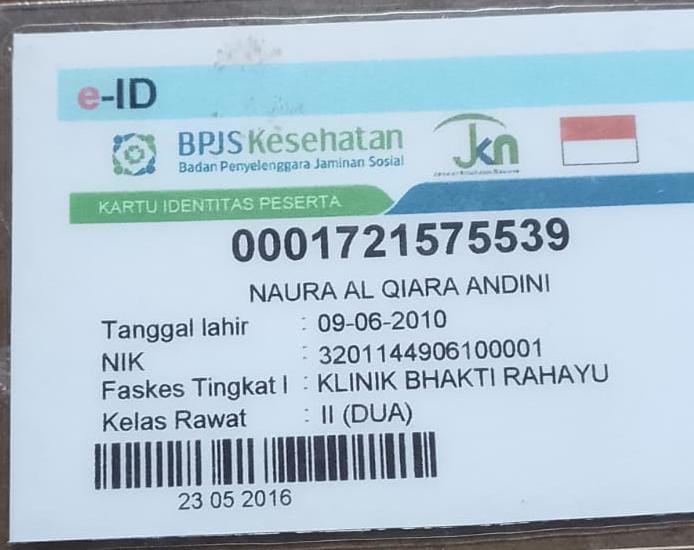 e-ID
BPJS Kesehatan
Badan Penyelenggara Jaminan Sosial
Jkn
KARTU IDENTITAS PESERTA
0001721575539
NAURA AL QIARA ANDINI
Tanggal lahir : 09-06-2010
NIK : 3201144906100001
Faskes Tingkat I : KLINIK BHAKTI RAHAYU
Kelas Rawat : II (DUA)
23 05 2016